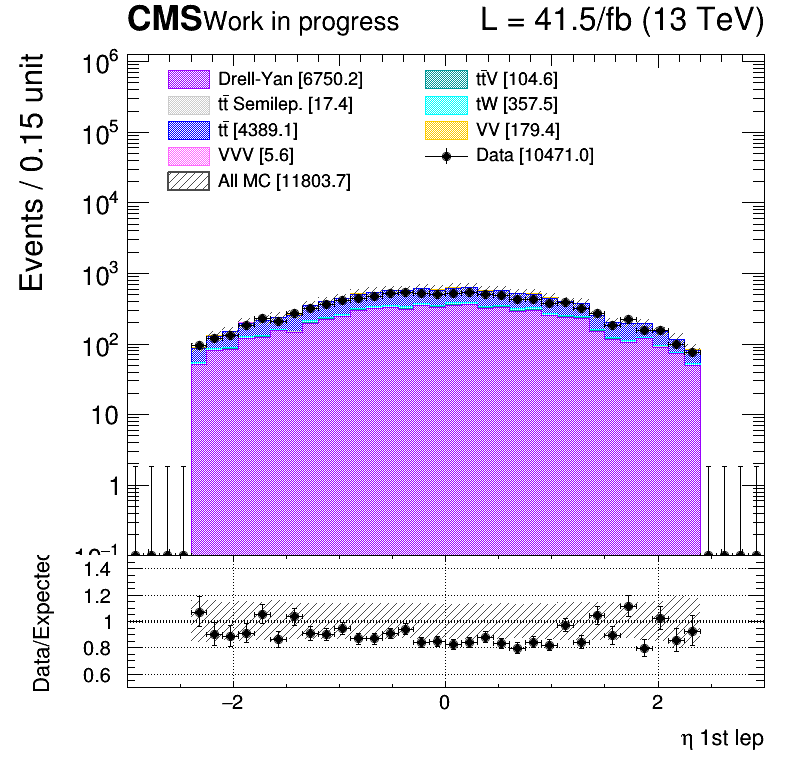 CMS Work in progress L = 41.5/fb (13 TeV)
Events / 0.15 unit
10⁶
10⁵
10⁴
10³
10²
10
1
10⁻¹
Drell-Yan [6750.2]
tt̄ Semilep. [17.4]
tt̄ [4389.1]
VVV [5.6]
All MC [11803.7]
tt̄V [104.6]
tW [357.5]
VV [179.4]
Data [10471.0]
Data/Expected
1.4
1.2
1
0.8
0.6
−2 0 2
η 1st lep